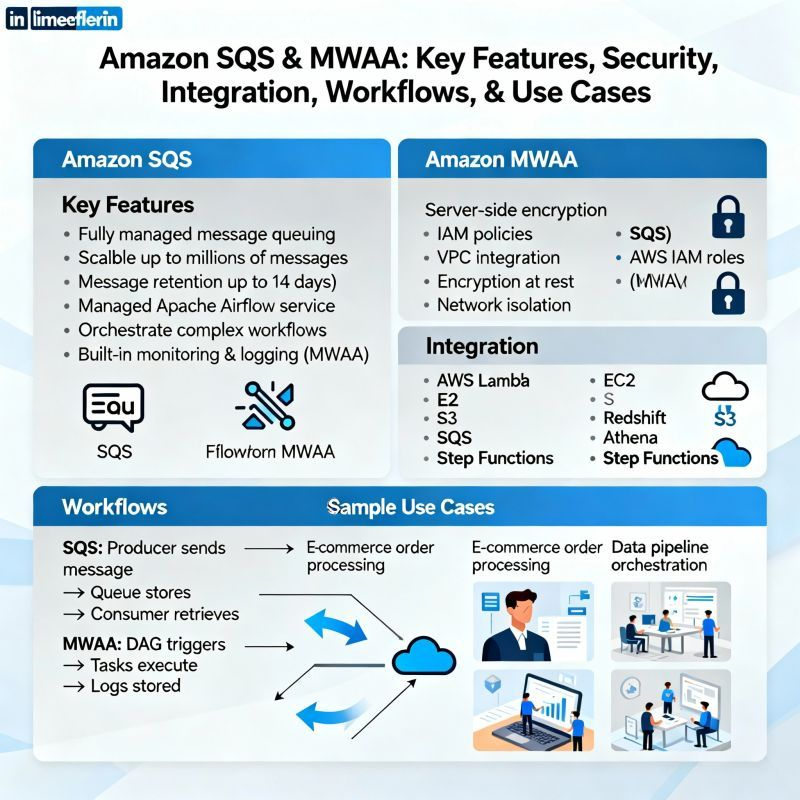 in limeeflerin
Amazon SQS & MWAA: Key Features, Security,
Integration, Workflows, & Use Cases
Amazon SQS
Key Features
• Fully managed message queuing
• Scalble up to millions of messages
• Message retention up to 14 days)
• Managed Apache Airflow service
• Orchestrate complex workflows
• Built-in monitoring & logging (MWAA)
SQS
MWAA
Amazon MWAA
Server-side encryption
• IAM policies
• VPC integration
• Encryption at rest
• Network isolation
• SQS)
• AWS IAM roles
Integration
• AWS Lamba
• E2
• S3
• SQS
• Step Functions
• EC2
• S
• Redshift
• Athena
• Step Functions
S3
Workflows
SQS: Producer sends
message
→ Queue stores
→ Consumer retrieves
MWAA: DAG triggers
→ Tasks execute
→ Logs stored
Sample Use Cases
E-commerce order
processing
E-commerce order
processing
Data pipeline
orchestration